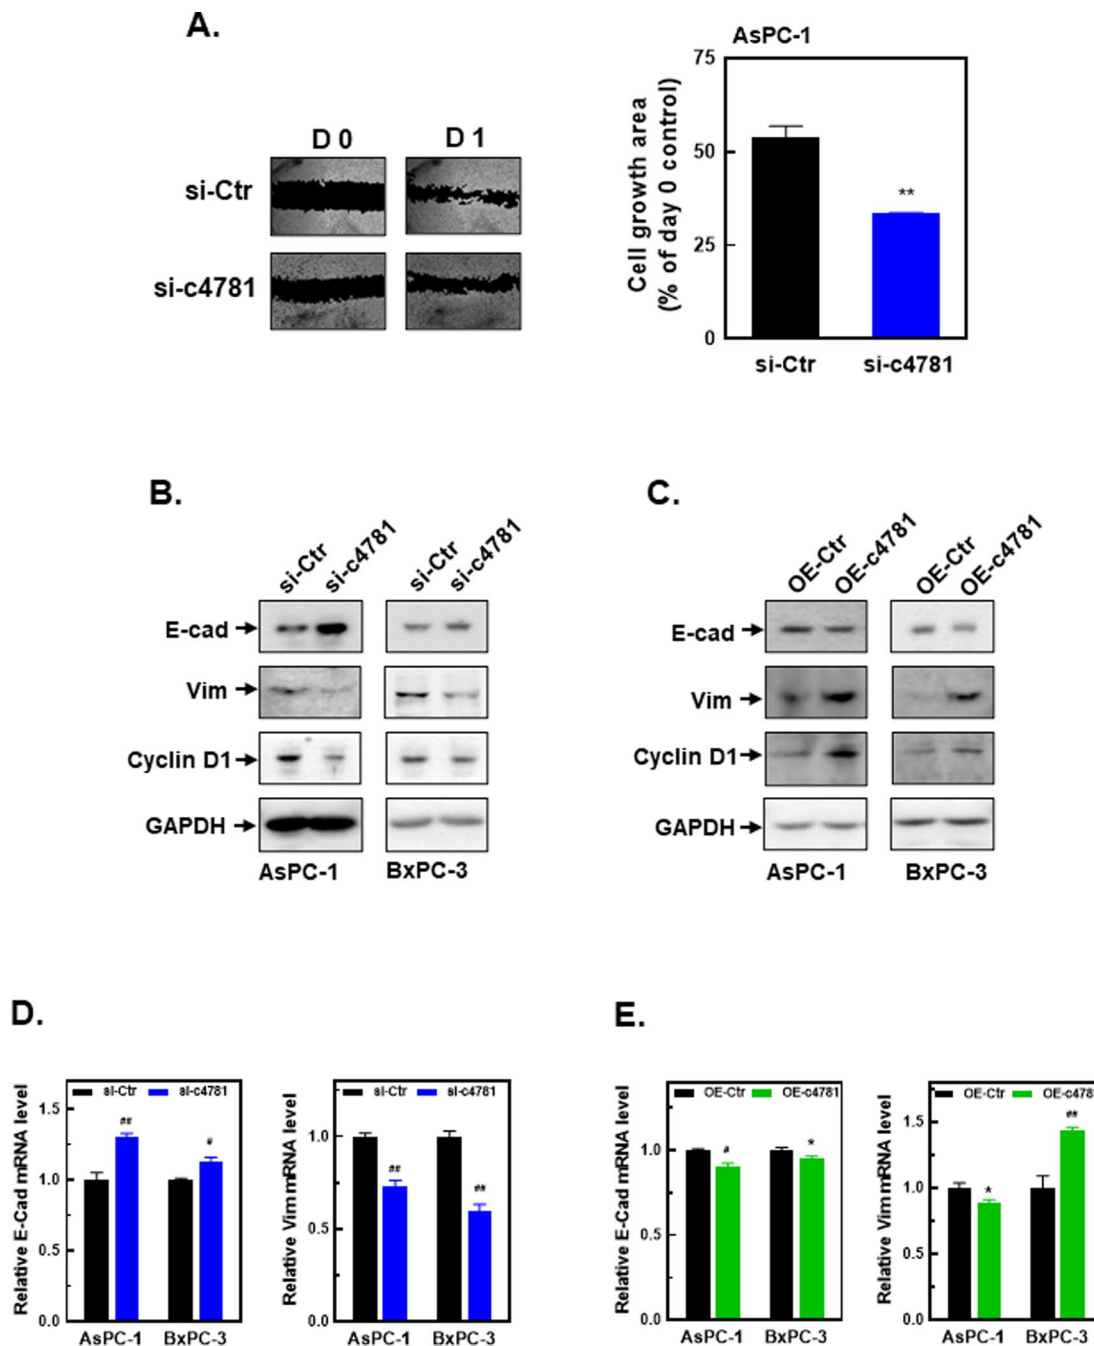 A.
AsPC-1
D 0
D 1
si-Ctr
si-c4781
Cell growth area
(% of day 0 control)
75
50
25
0
**
si-Ctr
si-c4781
B.
si-Ctr
si-c4781
si-Ctr
si-c4781
E-cad
Vim
Cyclin D1
GAPDH
AsPC-1
BxPC-3
C.
OE-Ctr
OE-c4781
OE-Ctr
OE-c4781
E-cad
Vim
Cyclin D1
GAPDH
AsPC-1
BxPC-3
D.
Relative E-Cad mRNA level
si-Ctr
si-c4781
1.5
1.0
0.5
0.0
##
#
AsPC-1
BxPC-3
Relative Vim mRNA level
si-Ctr
si-c4781
1.0
0.5
0.0
##
##
AsPC-1
BxPC-3
E.
Relative E-Cad mRNA level
OE-Ctr
OE-c4781
1.0
0.5
0.0
#
*
AsPC-1
BxPC-3
Relative Vim mRNA level
OE-Ctr
OE-c4781
1.5
1.0
0.5
0.0
*
##
AsPC-1
BxPC-3